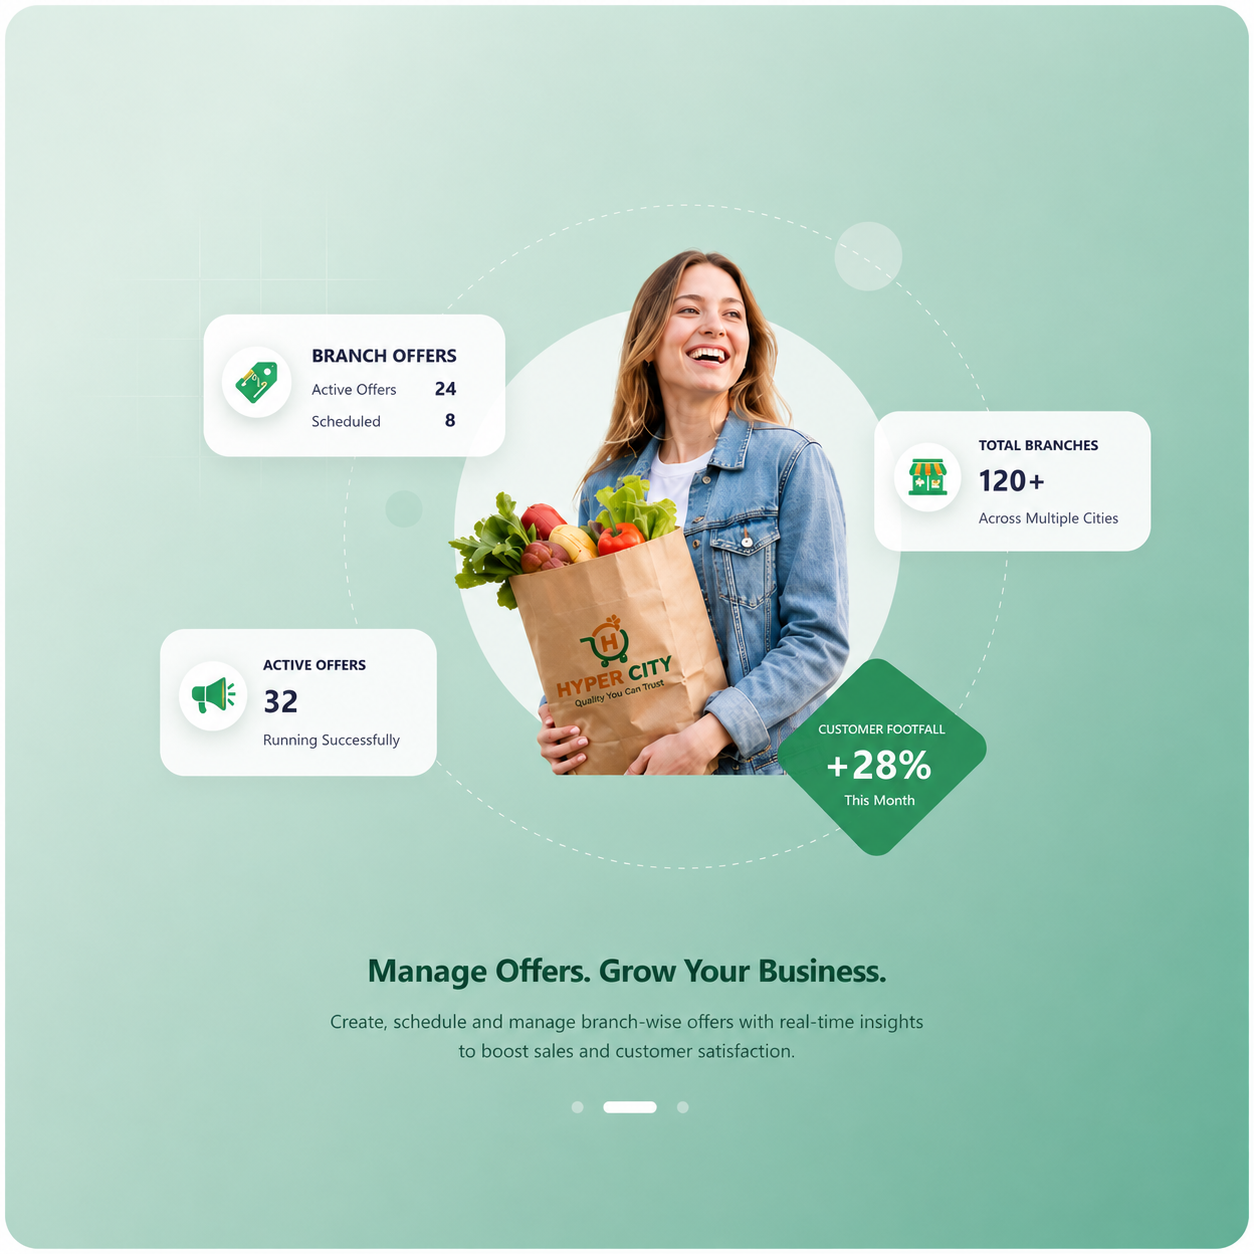 BRANCH OFFERS
Active Offers 24
Scheduled 8
TOTAL BRANCHES
120+
Across Multiple Cities
ACTIVE OFFERS
32
Running Successfully
H
HYPER CITY
Quality You Can Trust
CUSTOMER FOOTFALL
+28%
This Month
Manage Offers. Grow Your Business.
Create, schedule and manage branch-wise offers with real-time insights
to boost sales and customer satisfaction.